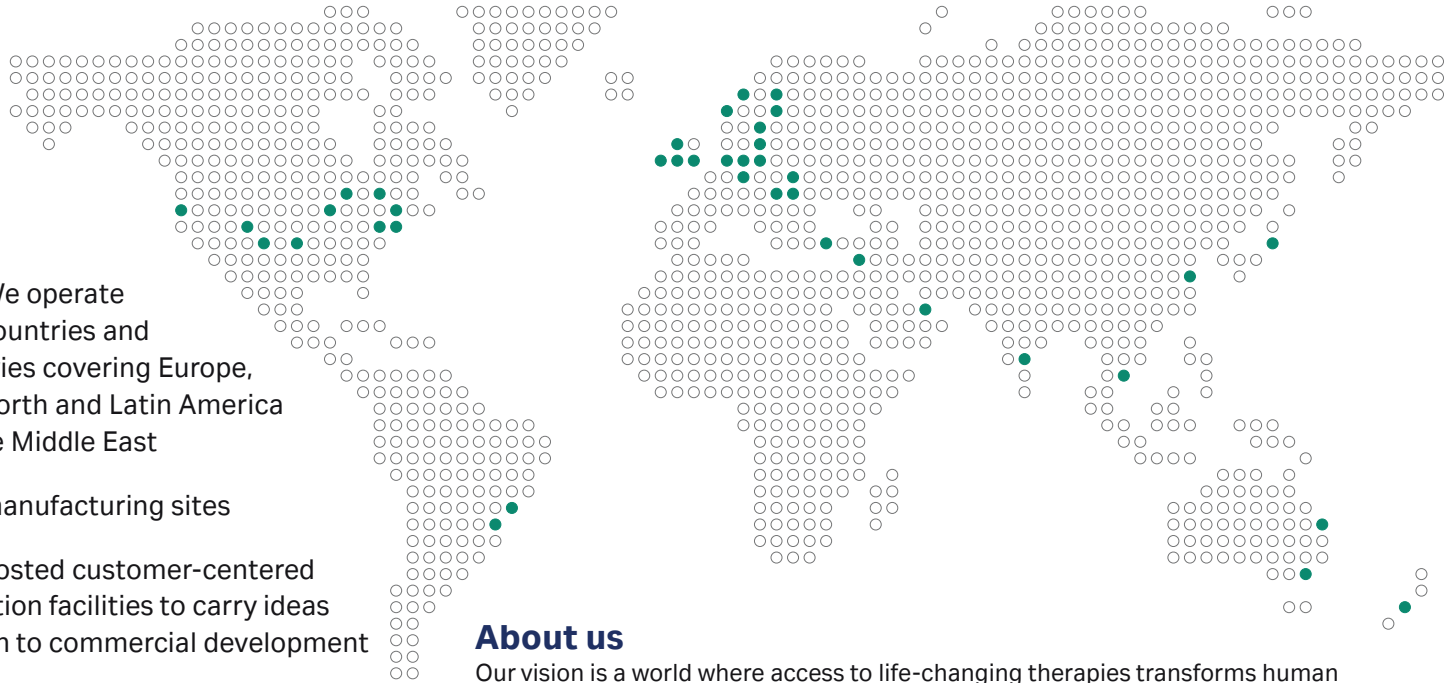 We operate
ountries and
ies covering Europe,
orth and Latin America
e Middle East
nanufacturing sites
osted customer-centered
tion facilities to carry ideas
n to commercial development
About us
Our vision is a world where access to life-changing therapies transforms human